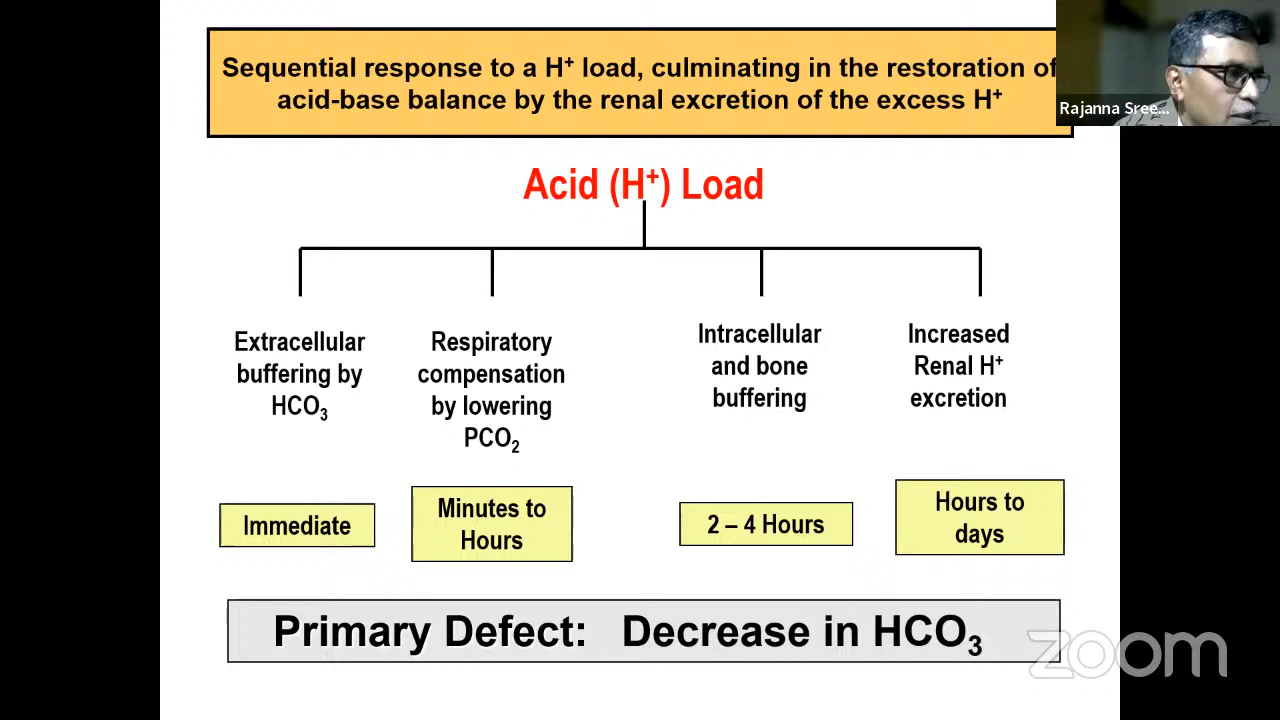 Sequential response to a H⁺ load, culminating in the restoration of
acid-base balance by the renal excretion of the excess H⁺
Rajanna Sree...
Acid (H⁺) Load
Extracellular
buffering by
HCO₃
Respiratory
compensation
by lowering
PCO₂
Intracellular
and bone
buffering
Increased
Renal H⁺
excretion
Immediate
Minutes to
Hours
2 – 4 Hours
Hours to
days
Primary Defect: Decrease in HCO₃
zoom